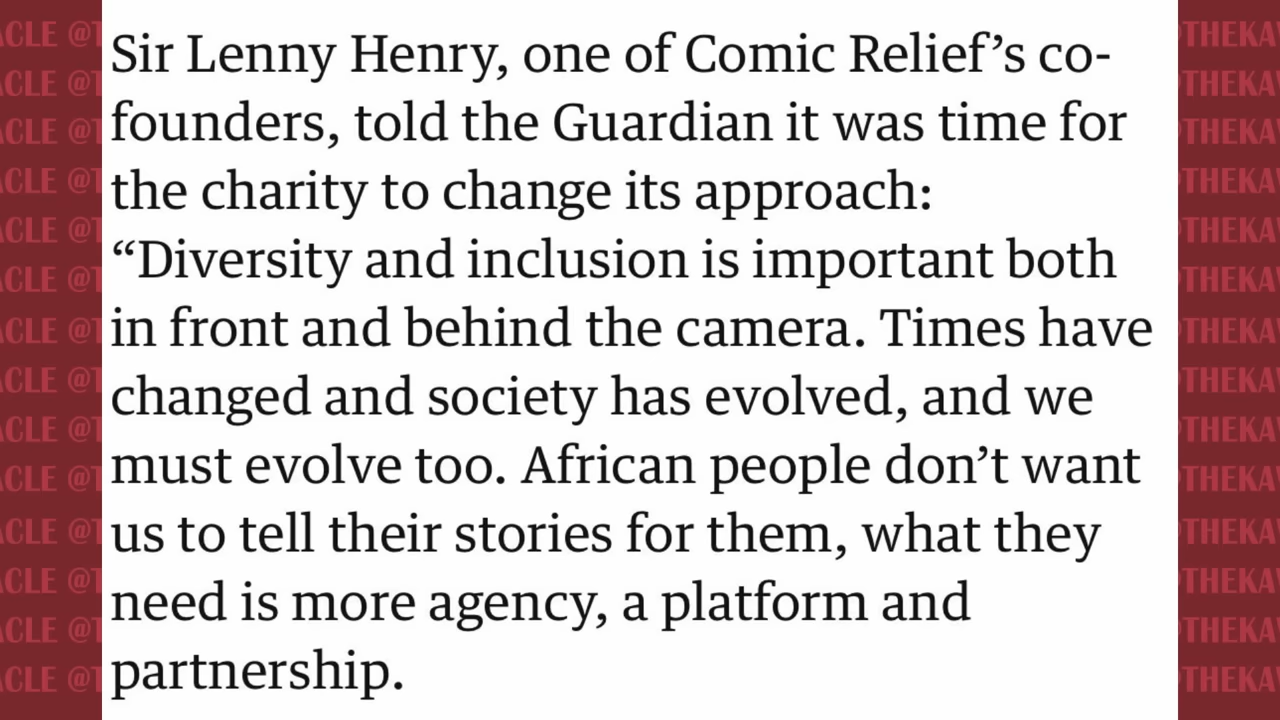 Sir Lenny Henry, one of Comic Relief’s co-
founders, told the Guardian it was time for
the charity to change its approach:
“Diversity and inclusion is important both
in front and behind the camera. Times have
changed and society has evolved, and we
must evolve too. African people don’t want
us to tell their stories for them, what they
need is more agency, a platform and
partnership.